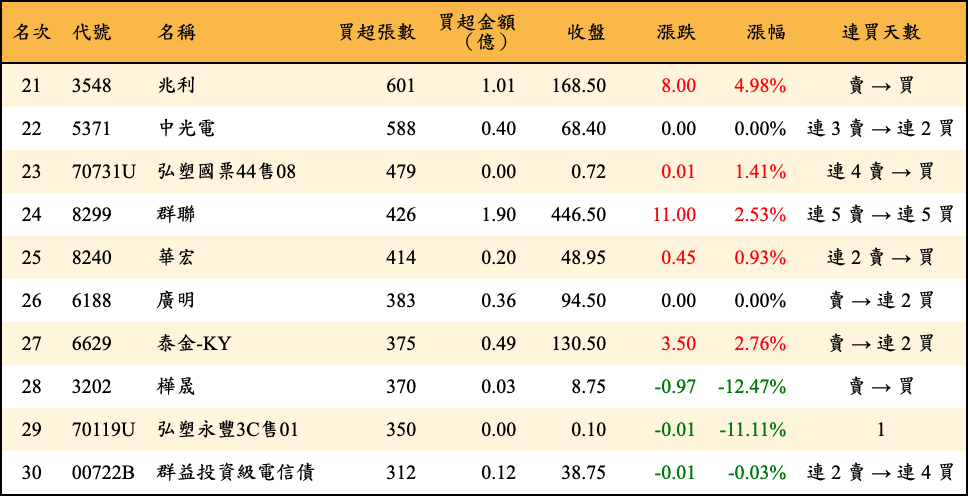 名次 代號 名稱 買超張數 買超金額（億） 收盤 漲跌 漲幅 連買天數
21 3548 兆利 601 1.01 168.50 8.00 4.98% 賣 → 買
22 5371 中光電 588 0.40 68.40 0.00 0.00% 連 3 賣 → 連 2 買
23 70731U 弘塑國票44售08 479 0.00 0.72 0.01 1.41% 連 4 賣 → 買
24 8299 群聯 426 1.90 446.50 11.00 2.53% 連 5 賣 → 連 5 買
25 8240 華宏 414 0.20 48.95 0.45 0.93% 連 2 賣 → 買
26 6188 廣明 383 0.36 94.50 0.00 0.00% 賣 → 連 2 買
27 6629 泰金-KY 375 0.49 130.50 3.50 2.76% 賣 → 連 2 買
28 3202 樺晟 370 0.03 8.75 -0.97 -12.47% 賣 → 買
29 70119U 弘塑永豐3C售01 350 0.00 0.10 -0.01 -11.11% 1
30 00722B 群益投資級電信債 312 0.12 38.75 -0.01 -0.03% 連 2 賣 → 連 4 買